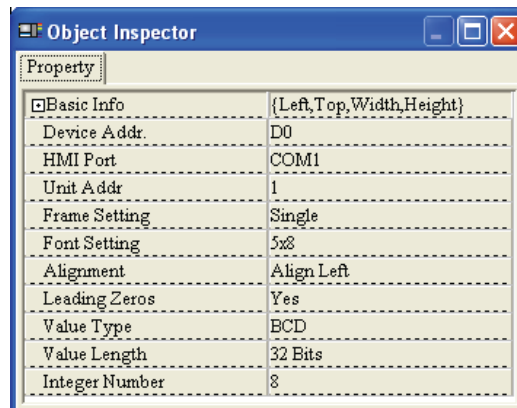 Object Inspector
Property
Basic Info {Left,Top,Width,Height}
Device Addr. D0
HMI Port COM1
Unit Addr 1
Frame Setting Single
Font Setting 5x8
Alignment Align Left
Leading Zeros Yes
Value Type BCD
Value Length 32 Bits
Integer Number 8